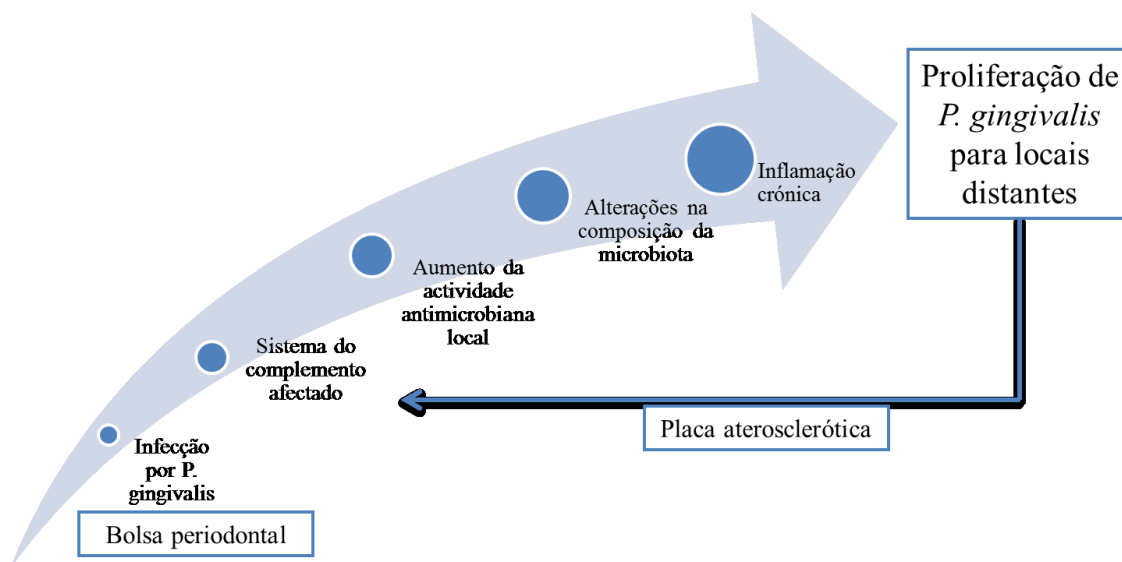 Infecção
por P.
gingivalis
Bolsa periodontal
Sistema do
complemento
afectado
Aumento da
actividade
antimicrobiana
local
Alterações na
composição da
microbiota
Inflamação
crónica
Proliferação de
P. gingivalis
para locais
distantes
Placa aterosclerótica